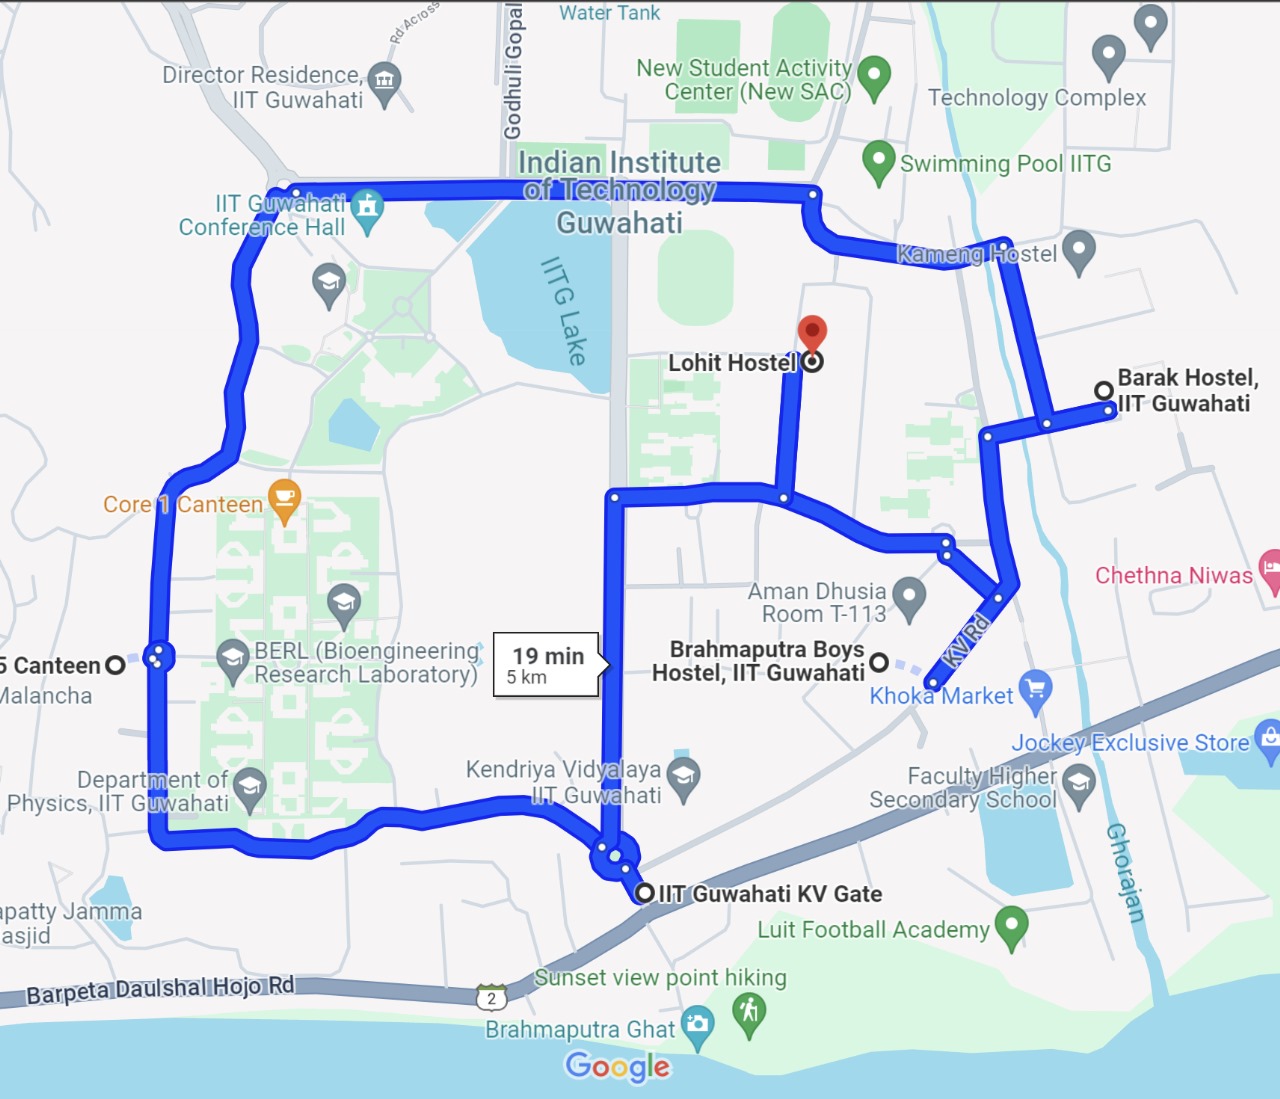 Water Tank
Rd Across
Godhuli Gopal
Director Residence,
IIT Guwahati
New Student Activity
Center (New SAC)
Technology Complex
Swimming Pool IITG
Indian Institute
of Technology
Guwahati
IIT Guwahati
Conference Hall
Kameng Hostel
IITG Lake
Lohit Hostel
Barak Hostel,
IIT Guwahati
Core 1 Canteen
Chethna Niwas
Aman Dhusia
Room T-113
KV Rd
BERL (Bioengineering
Research Laboratory)
5 Canteen
Malancha
19 min
5 km
Brahmaputra Boys
Hostel, IIT Guwahati
Khoka Market
Jockey Exclusive Store
Department of
Physics, IIT Guwahati
Kendriya Vidyalaya
IIT Guwahati
Faculty Higher
Secondary School
Ghorajan
IIT Guwahati KV Gate
apatty Jamma
asjid
Luit Football Academy
Barpeta Daulshal Hojo Rd
2
Sunset view point hiking
Brahmaputra Ghat
Google